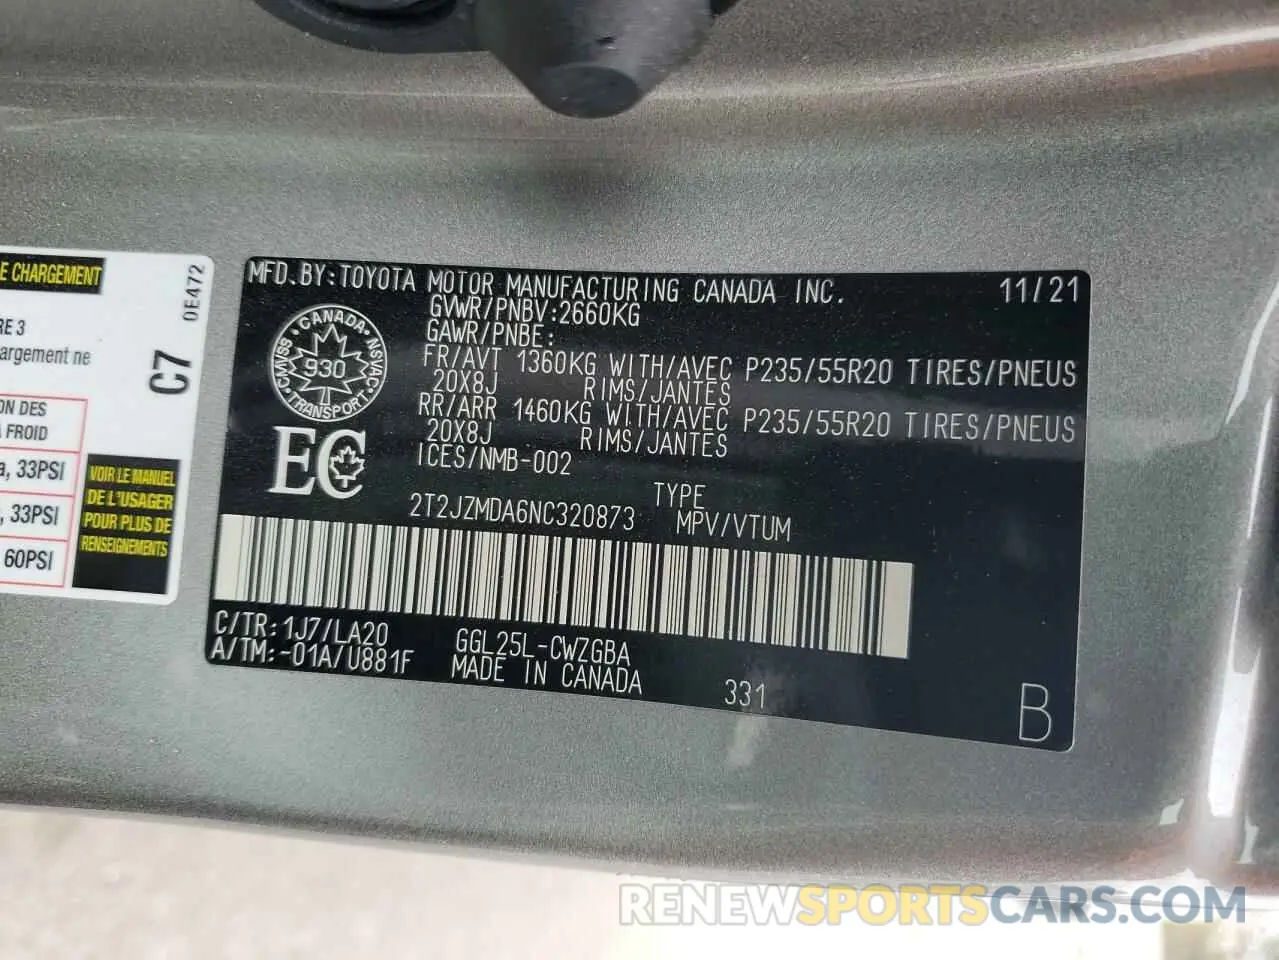 E CHARGEMENT
0E472
RE 3
argement ne
C7
ON DES
FROID
a, 33PSI
, 33PSI
60PSI
VOIR LE MANUEL
DE L'USAGER
POUR PLUS DE
RENSEIGNEMENTS
MFD. BY: TOYOTA MOTOR MANUFACTURING CANADA INC. 11/21
GVWR/PNBV: 2660KG
GAWR/PNBE:
FR/AVT 1360KG WITH/AVEC P235/55R20 TIRES/PNEUS
20X8J RIMS/JANTES
RR/ARR 1460KG WITH/AVEC P235/55R20 TIRES/PNEUS
20X8J RIMS/JANTES
ICES/NMB-002
CANADA
CMVSS 930 NSVAC
TRANSPORT
EC
TYPE
2T2JZMDA6NC320873 MPV/VTUM
C/TR: 1J7/LA20 GGL25L-CWZGBA
A/TM:-01A/U881F MADE IN CANADA 331
B
RENEWSPORTSCARS.COM